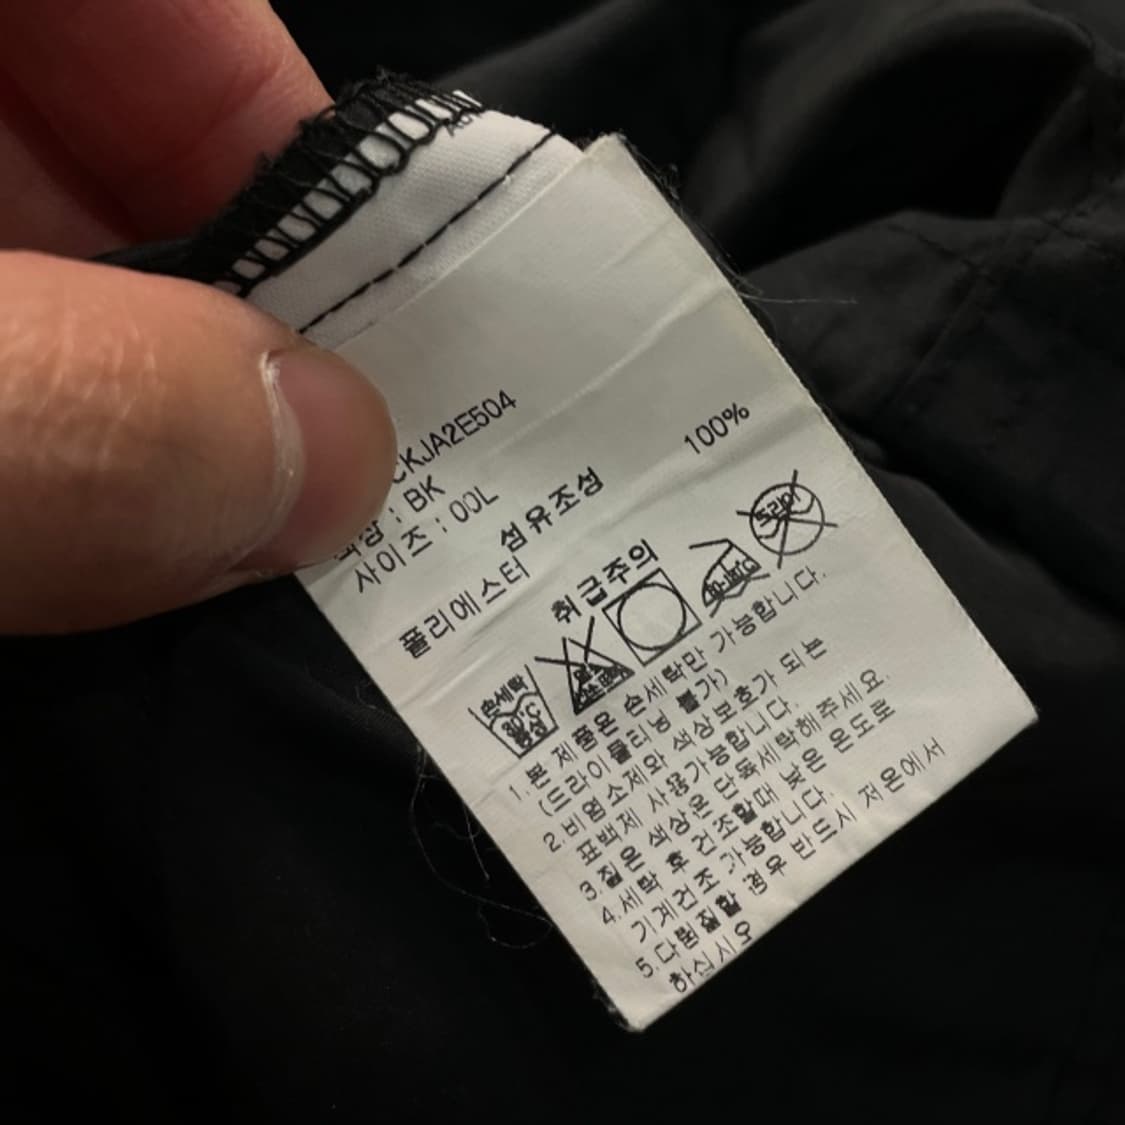 CKJA2E504
색상 : BK
사이즈 : 00L
섬유조성
폴리에스터 100%
취급주의
손세탁
30℃
중성
드라이
1.본 제품은 손세탁만 가능합니다.
(드라이클리닝 불가)
2.비염소제와 색상보호가 되는
표백제 사용가능합니다.
3.짙은 색상은 단독세탁해주세요.
4.세탁 후 건조할때 낮은 온도로
기계건조 가능합니다.
5.다림질할 경우 반드시 저온에서
하십시오